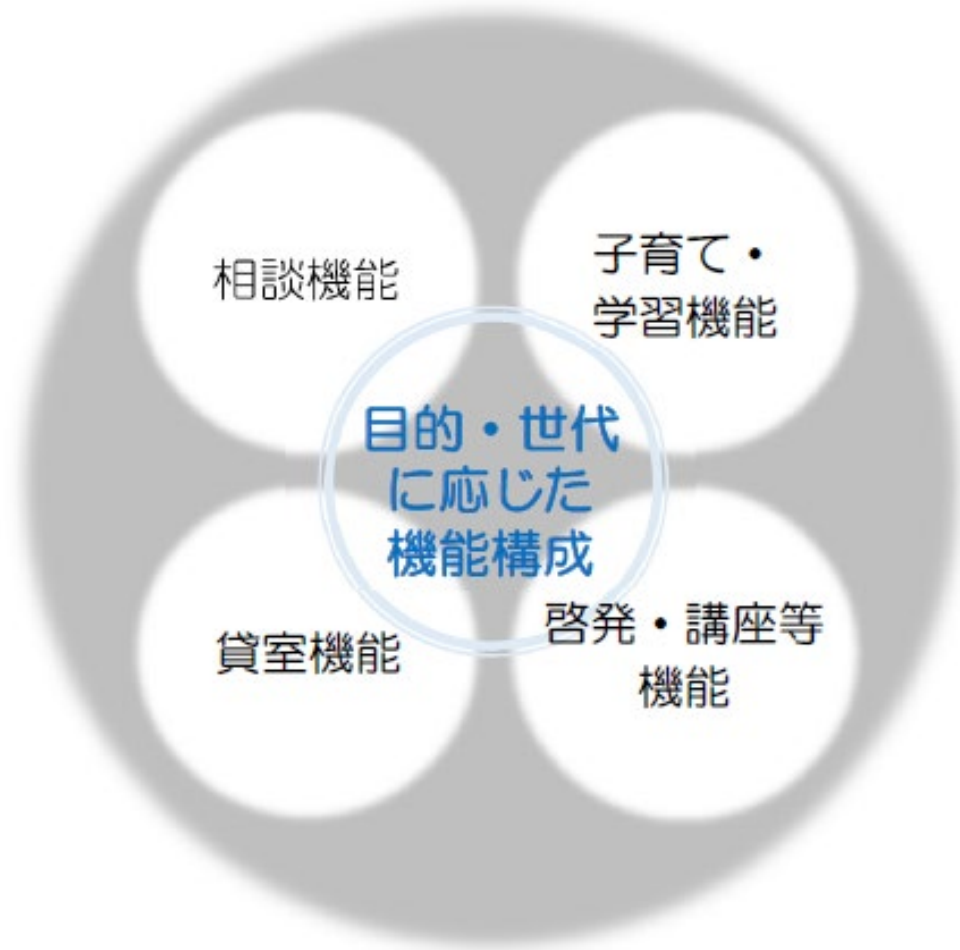 相談機能
子育て・
学習機能
目的・世代
に応じた
機能構成
貸室機能
啓発・講座等
機能